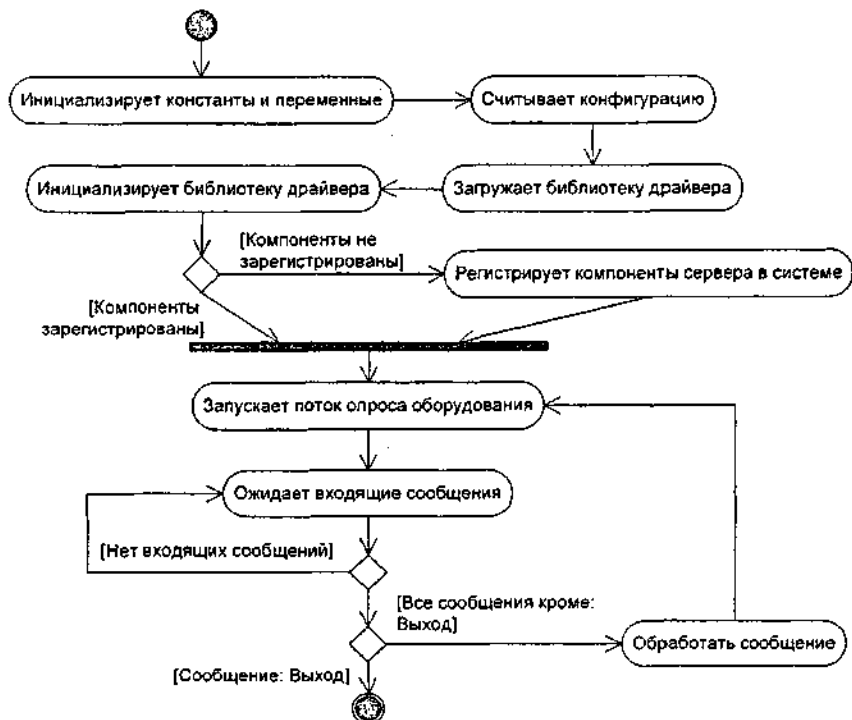 Инициализирует константы и переменные
Считывает конфигурацию
Инициализирует библиотеку драйвера
Загружает библиотеку драйвера
[Компоненты не
зарегистрированы]
Регистрирует компоненты сервера в системе
[Компоненты
зарегистрированы]
Запускает поток опроса оборудования
Ожидает входящие сообщения
[Нет входящих сообщений]
[Все сообщения кроме:
Выход]
Обработать сообщение
[Сообщение: Выход]